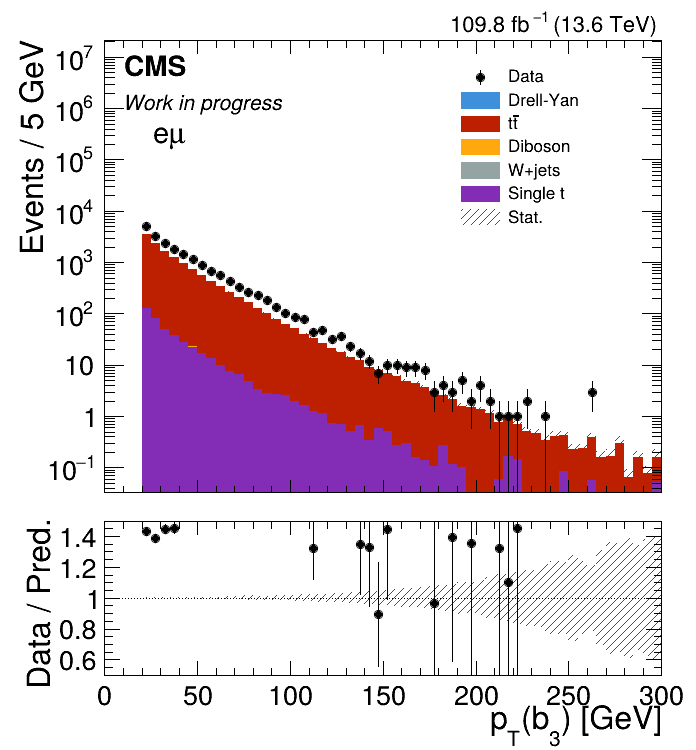 109.8 fb⁻¹ (13.6 TeV)
CMS
Work in progress
eμ
Data
Drell-Yan
tt̄
Diboson
W+jets
Single t
Stat.
Events / 5 GeV
10⁷
10⁶
10⁵
10⁴
10³
10²
10
1
10⁻¹
Data / Pred.
1.4
1.2
1
0.8
0.6
0 50 100 150 200 250 300
p_T(b_3) [GeV]